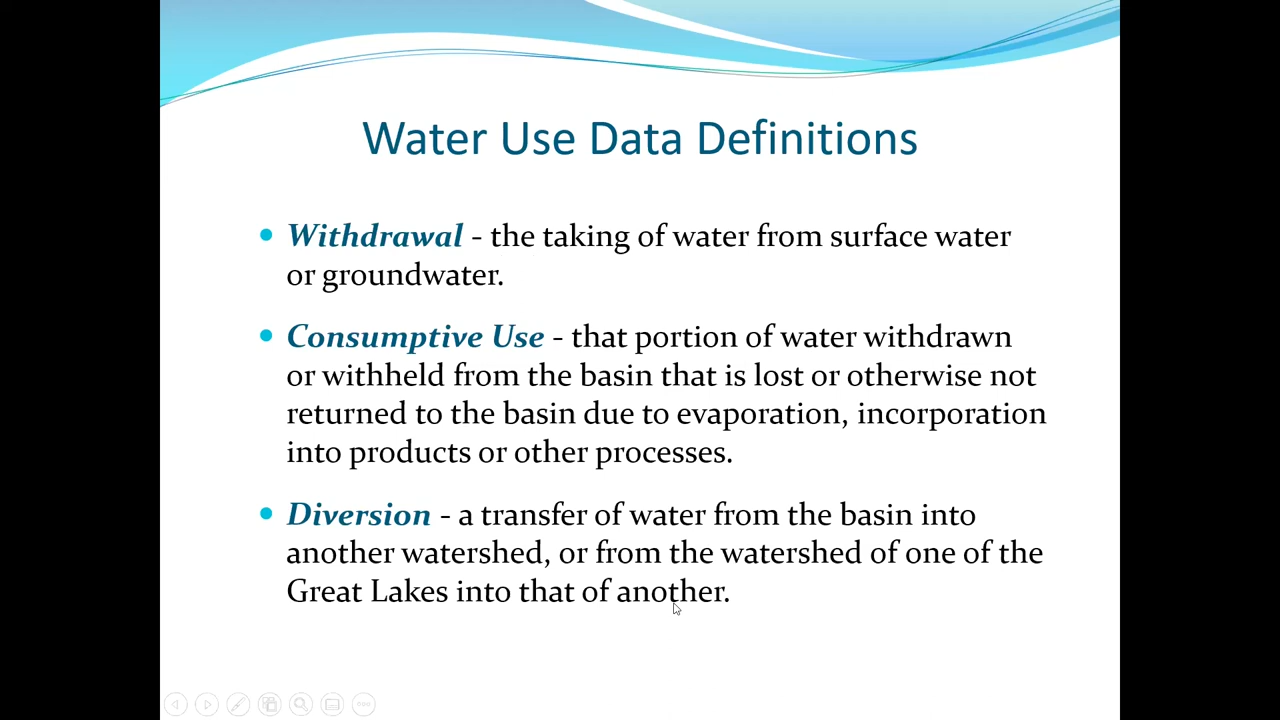 Water Use Data Definitions
Withdrawal - the taking of water from surface water
or groundwater.
Consumptive Use - that portion of water withdrawn
or withheld from the basin that is lost or otherwise not
returned to the basin due to evaporation, incorporation
into products or other processes.
Diversion - a transfer of water from the basin into
another watershed, or from the watershed of one of the
Great Lakes into that of another.